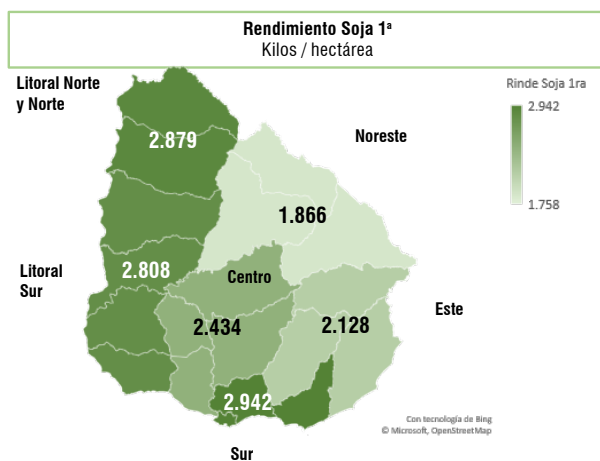 Rendimiento Soja 1ª
Kilos / hectárea
Litoral Norte
y Norte
Rinde Soja 1ra
2.942
1.758
Noreste
2.879
1.866
Litoral
Sur
2.808
Centro
Este
2.434
2.128
2.942
Con tecnología de Bing
© Microsoft, OpenStreetMap
Sur